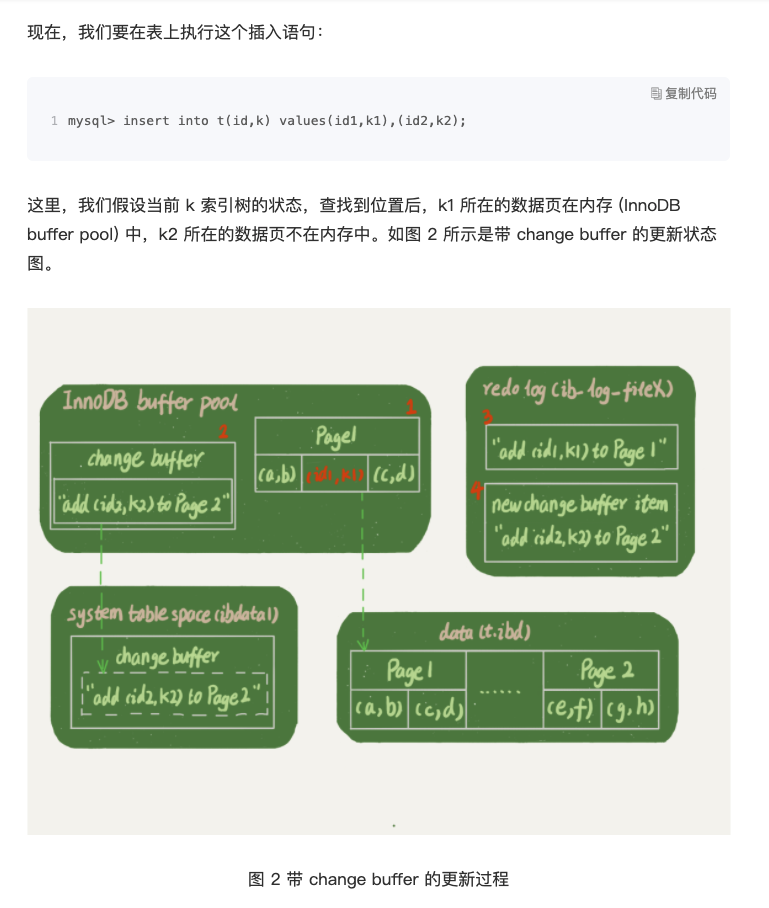 现在，我们要在表上执行这个插入语句：
复制代码
1 mysql> insert into t(id,k) values(id1,k1),(id2,k2);
这里，我们假设当前 k 索引树的状态，查找到位置后，k1 所在的数据页在内存 (InnoDB
buffer pool) 中，k2 所在的数据页不在内存中。如图 2 所示是带 change buffer 的更新状态
图。
InnoDB buffer pool
1
2
Page1
change buffer
(a,b) (id1,k1) (c,d)
"add (id2,k2) to Page 2"
redo log (ib-log-fileX)
3
"add (id1,k1) to Page 1"
4
new change buffer item
"add (id2,k2) to Page 2"
system table space (ibdata1)
change buffer
"add (id2,k2) to Page 2"
data (t.ibd)
Page1 ...... Page 2
(a,b) (c,d) (e,f) (g,h)
图 2 带 change buffer 的更新过程